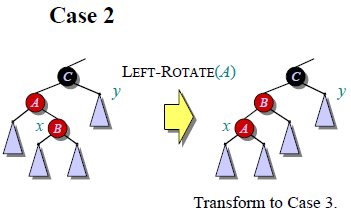 Case 2
C
A
x B
y
LEFT-ROTATE(A)
C
B
x A
y
Transform to Case 3.